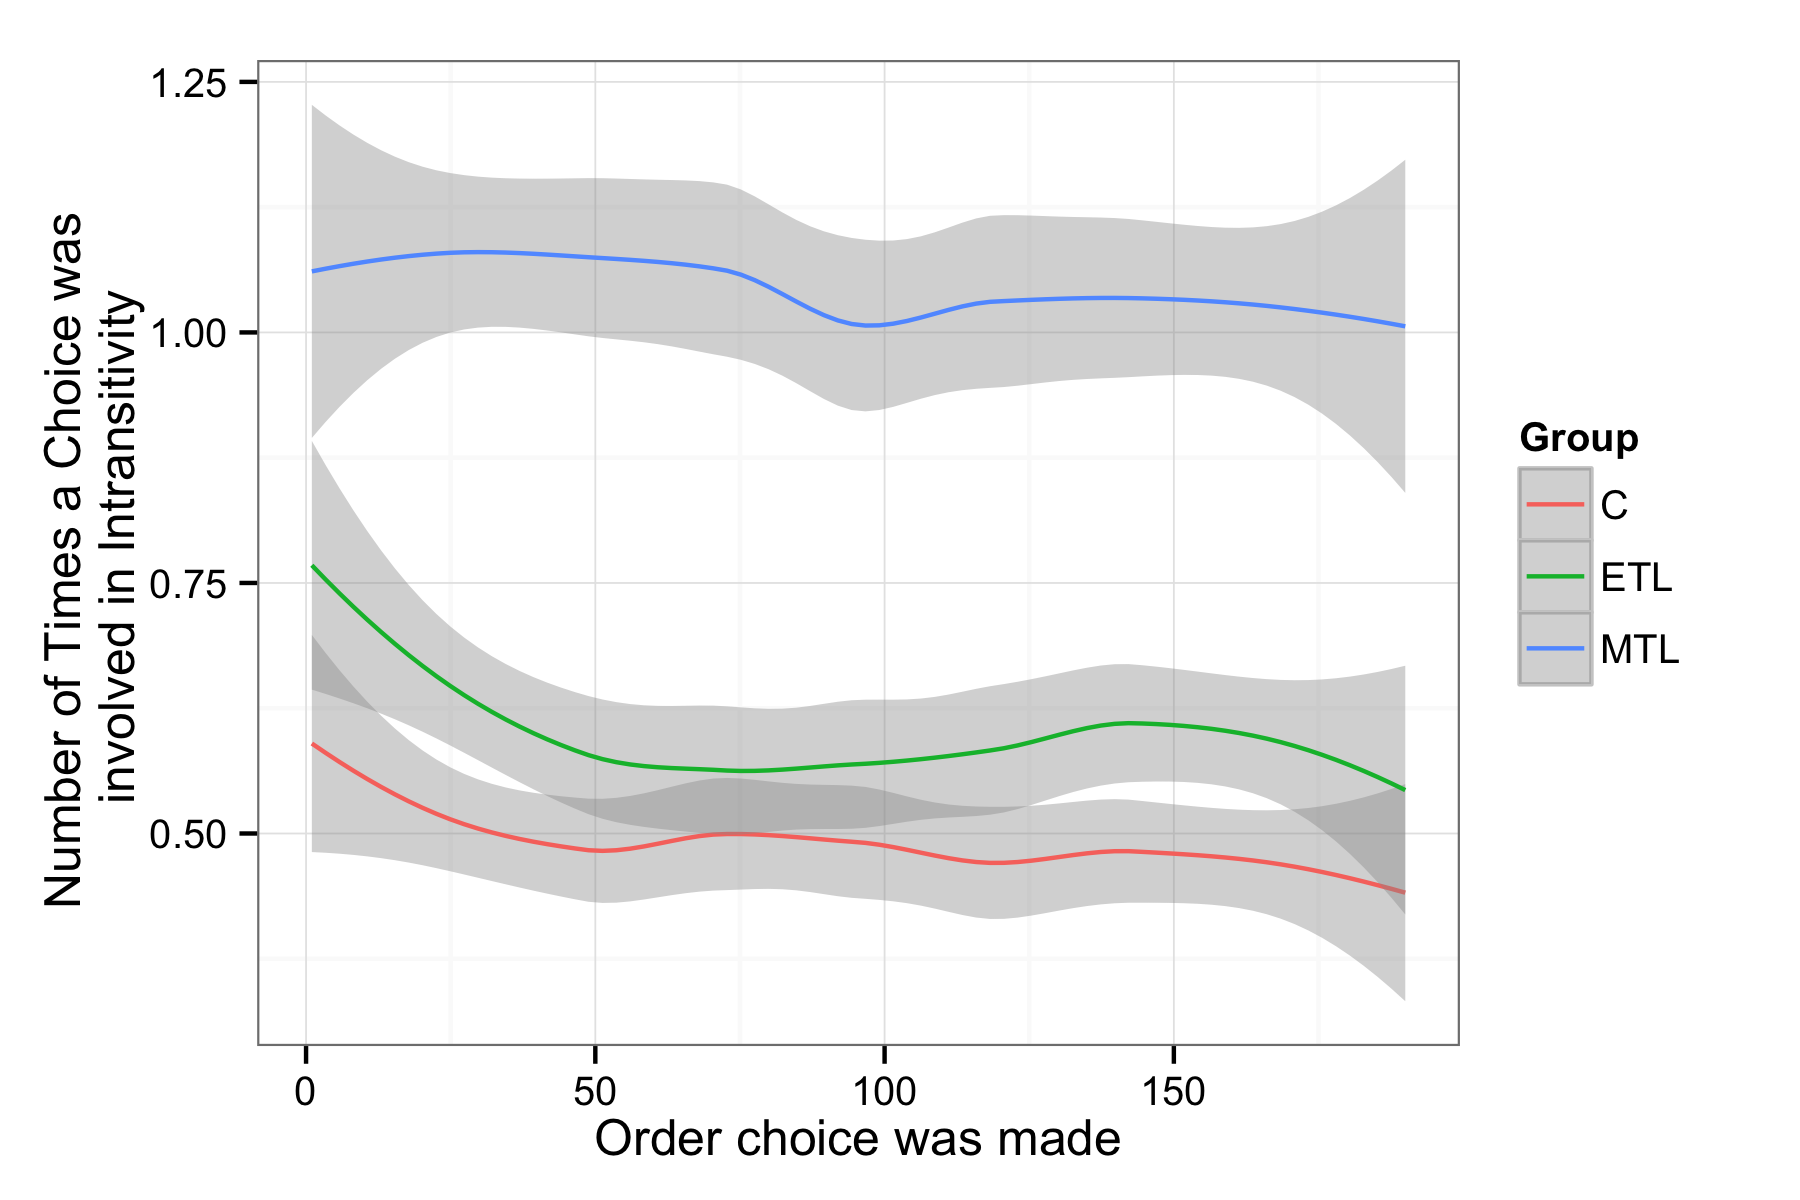 Number of Times a Choice was
involved in Intransitivity
1.25
1.00
0.75
0.50
0
50
100
150
Order choice was made
Group
C
ETL
MTL